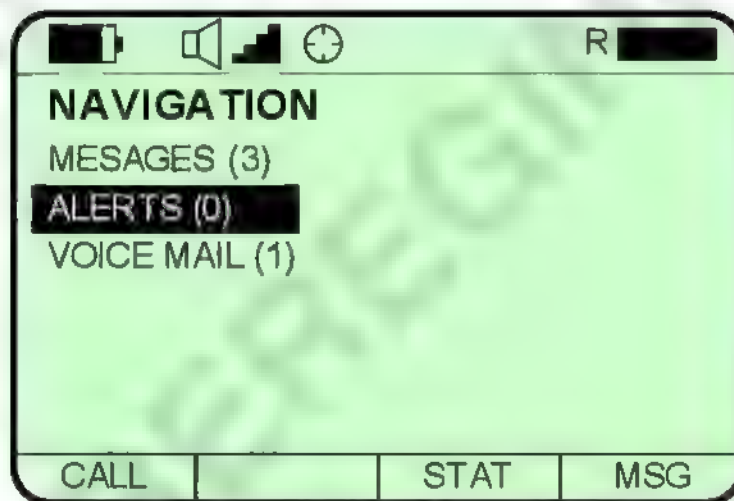 R
NAVIGATION
MESAGES (3)
ALERTS (0)
VOICE MAIL (1)
CALL STAT MSG